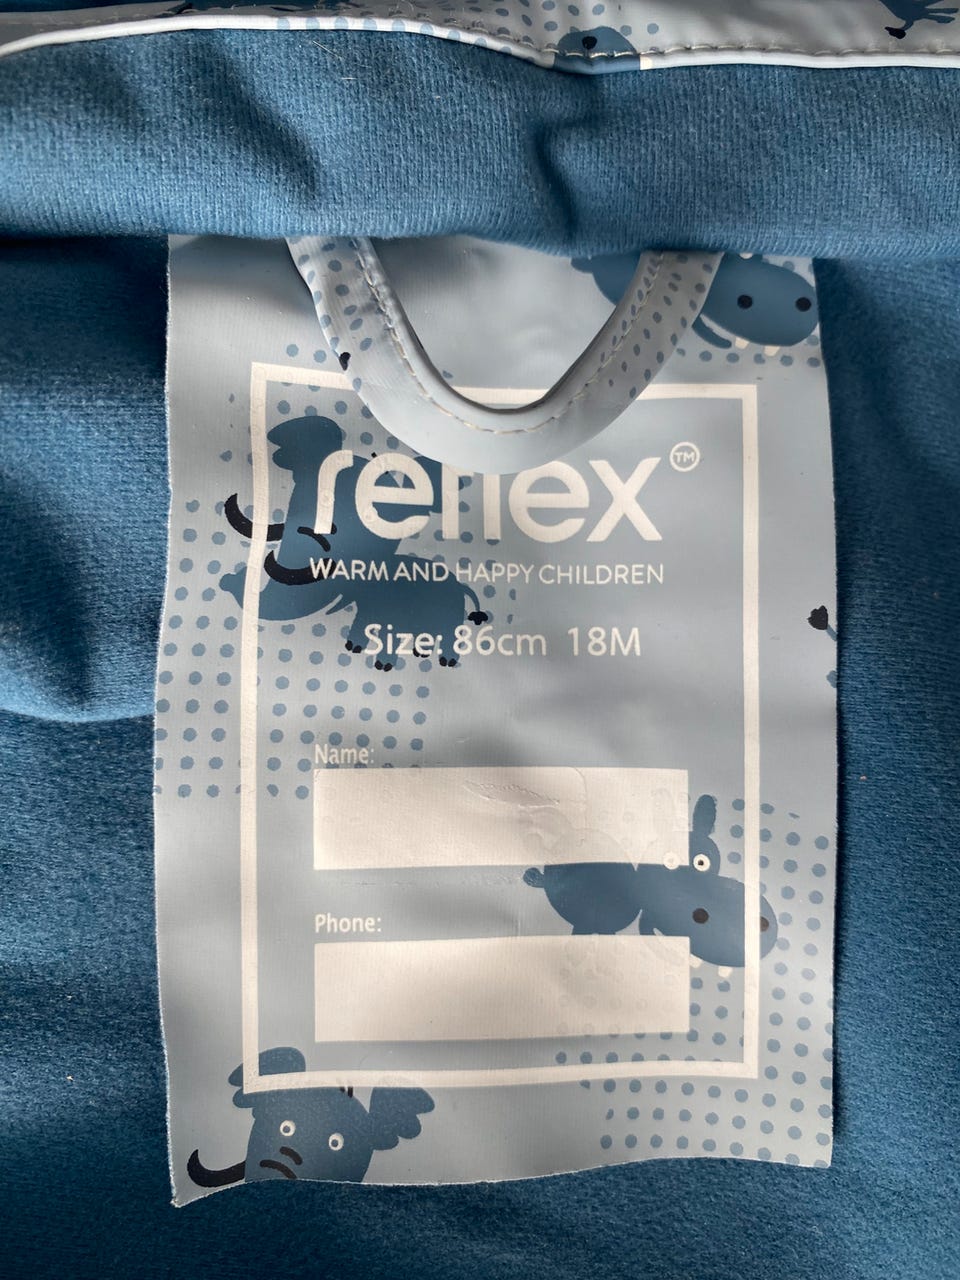 reflex™
WARM AND HAPPY CHILDREN
Size: 86cm 18M
Name:
Phone: